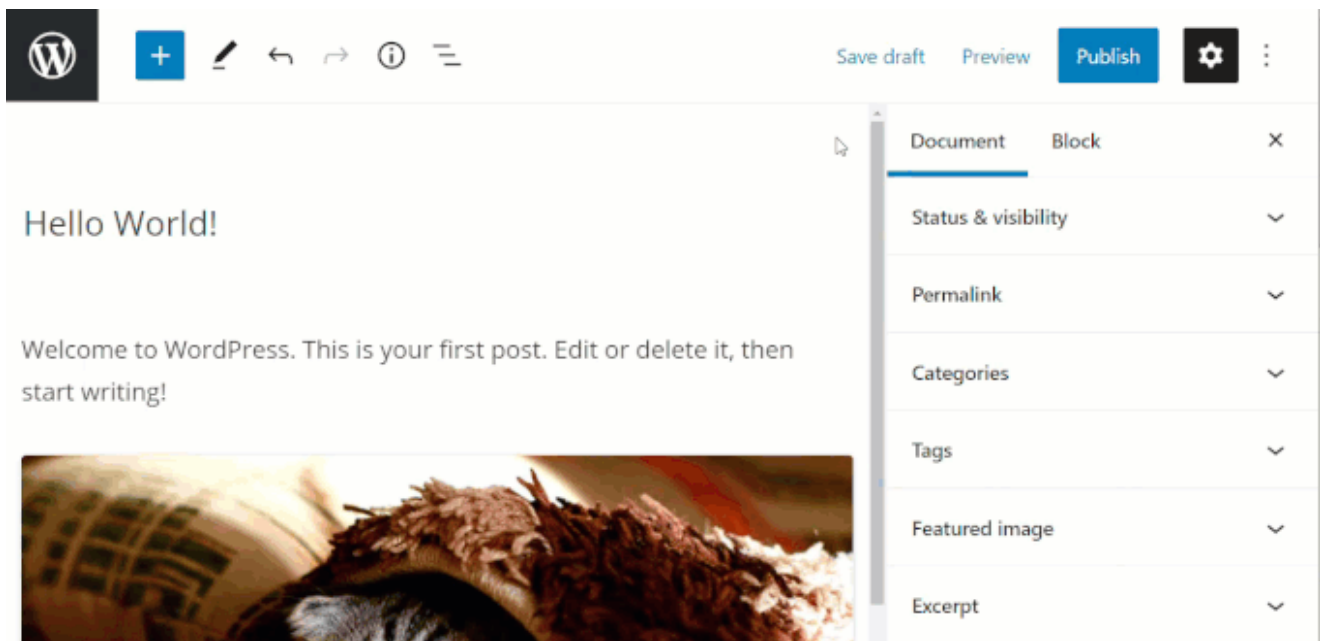 Save draft Preview Publish
Document Block
Hello World!
Status & visibility
Permalink
Welcome to WordPress. This is your first post. Edit or delete it, then
start writing!
Categories
Tags
Featured image
Excerpt